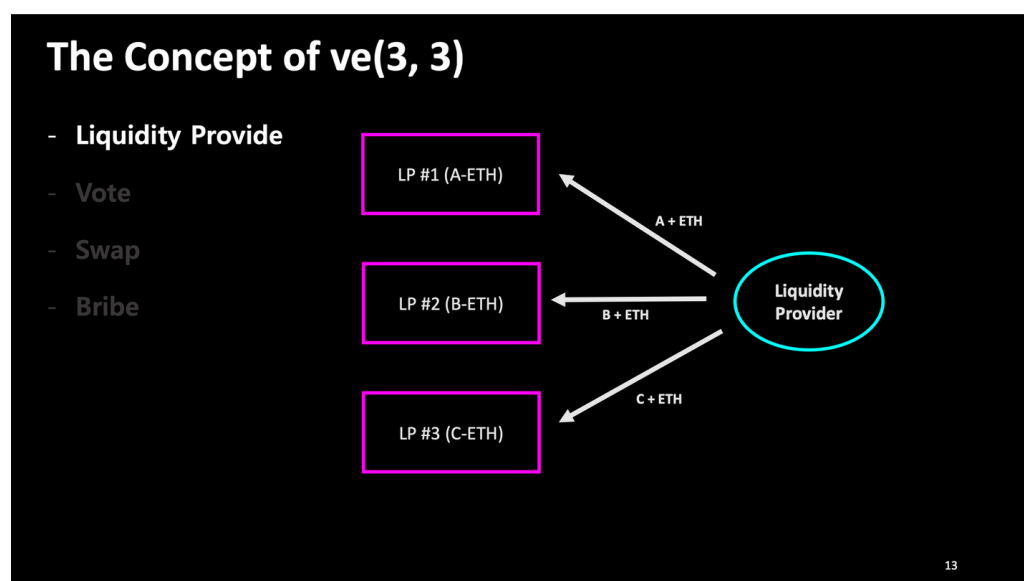 The Concept of ve(3, 3)
- Liquidity Provide
- Vote
- Swap
- Bribe
LP #1 (A-ETH)
A + ETH
LP #2 (B-ETH)
B + ETH
Liquidity
Provider
C + ETH
LP #3 (C-ETH)
13